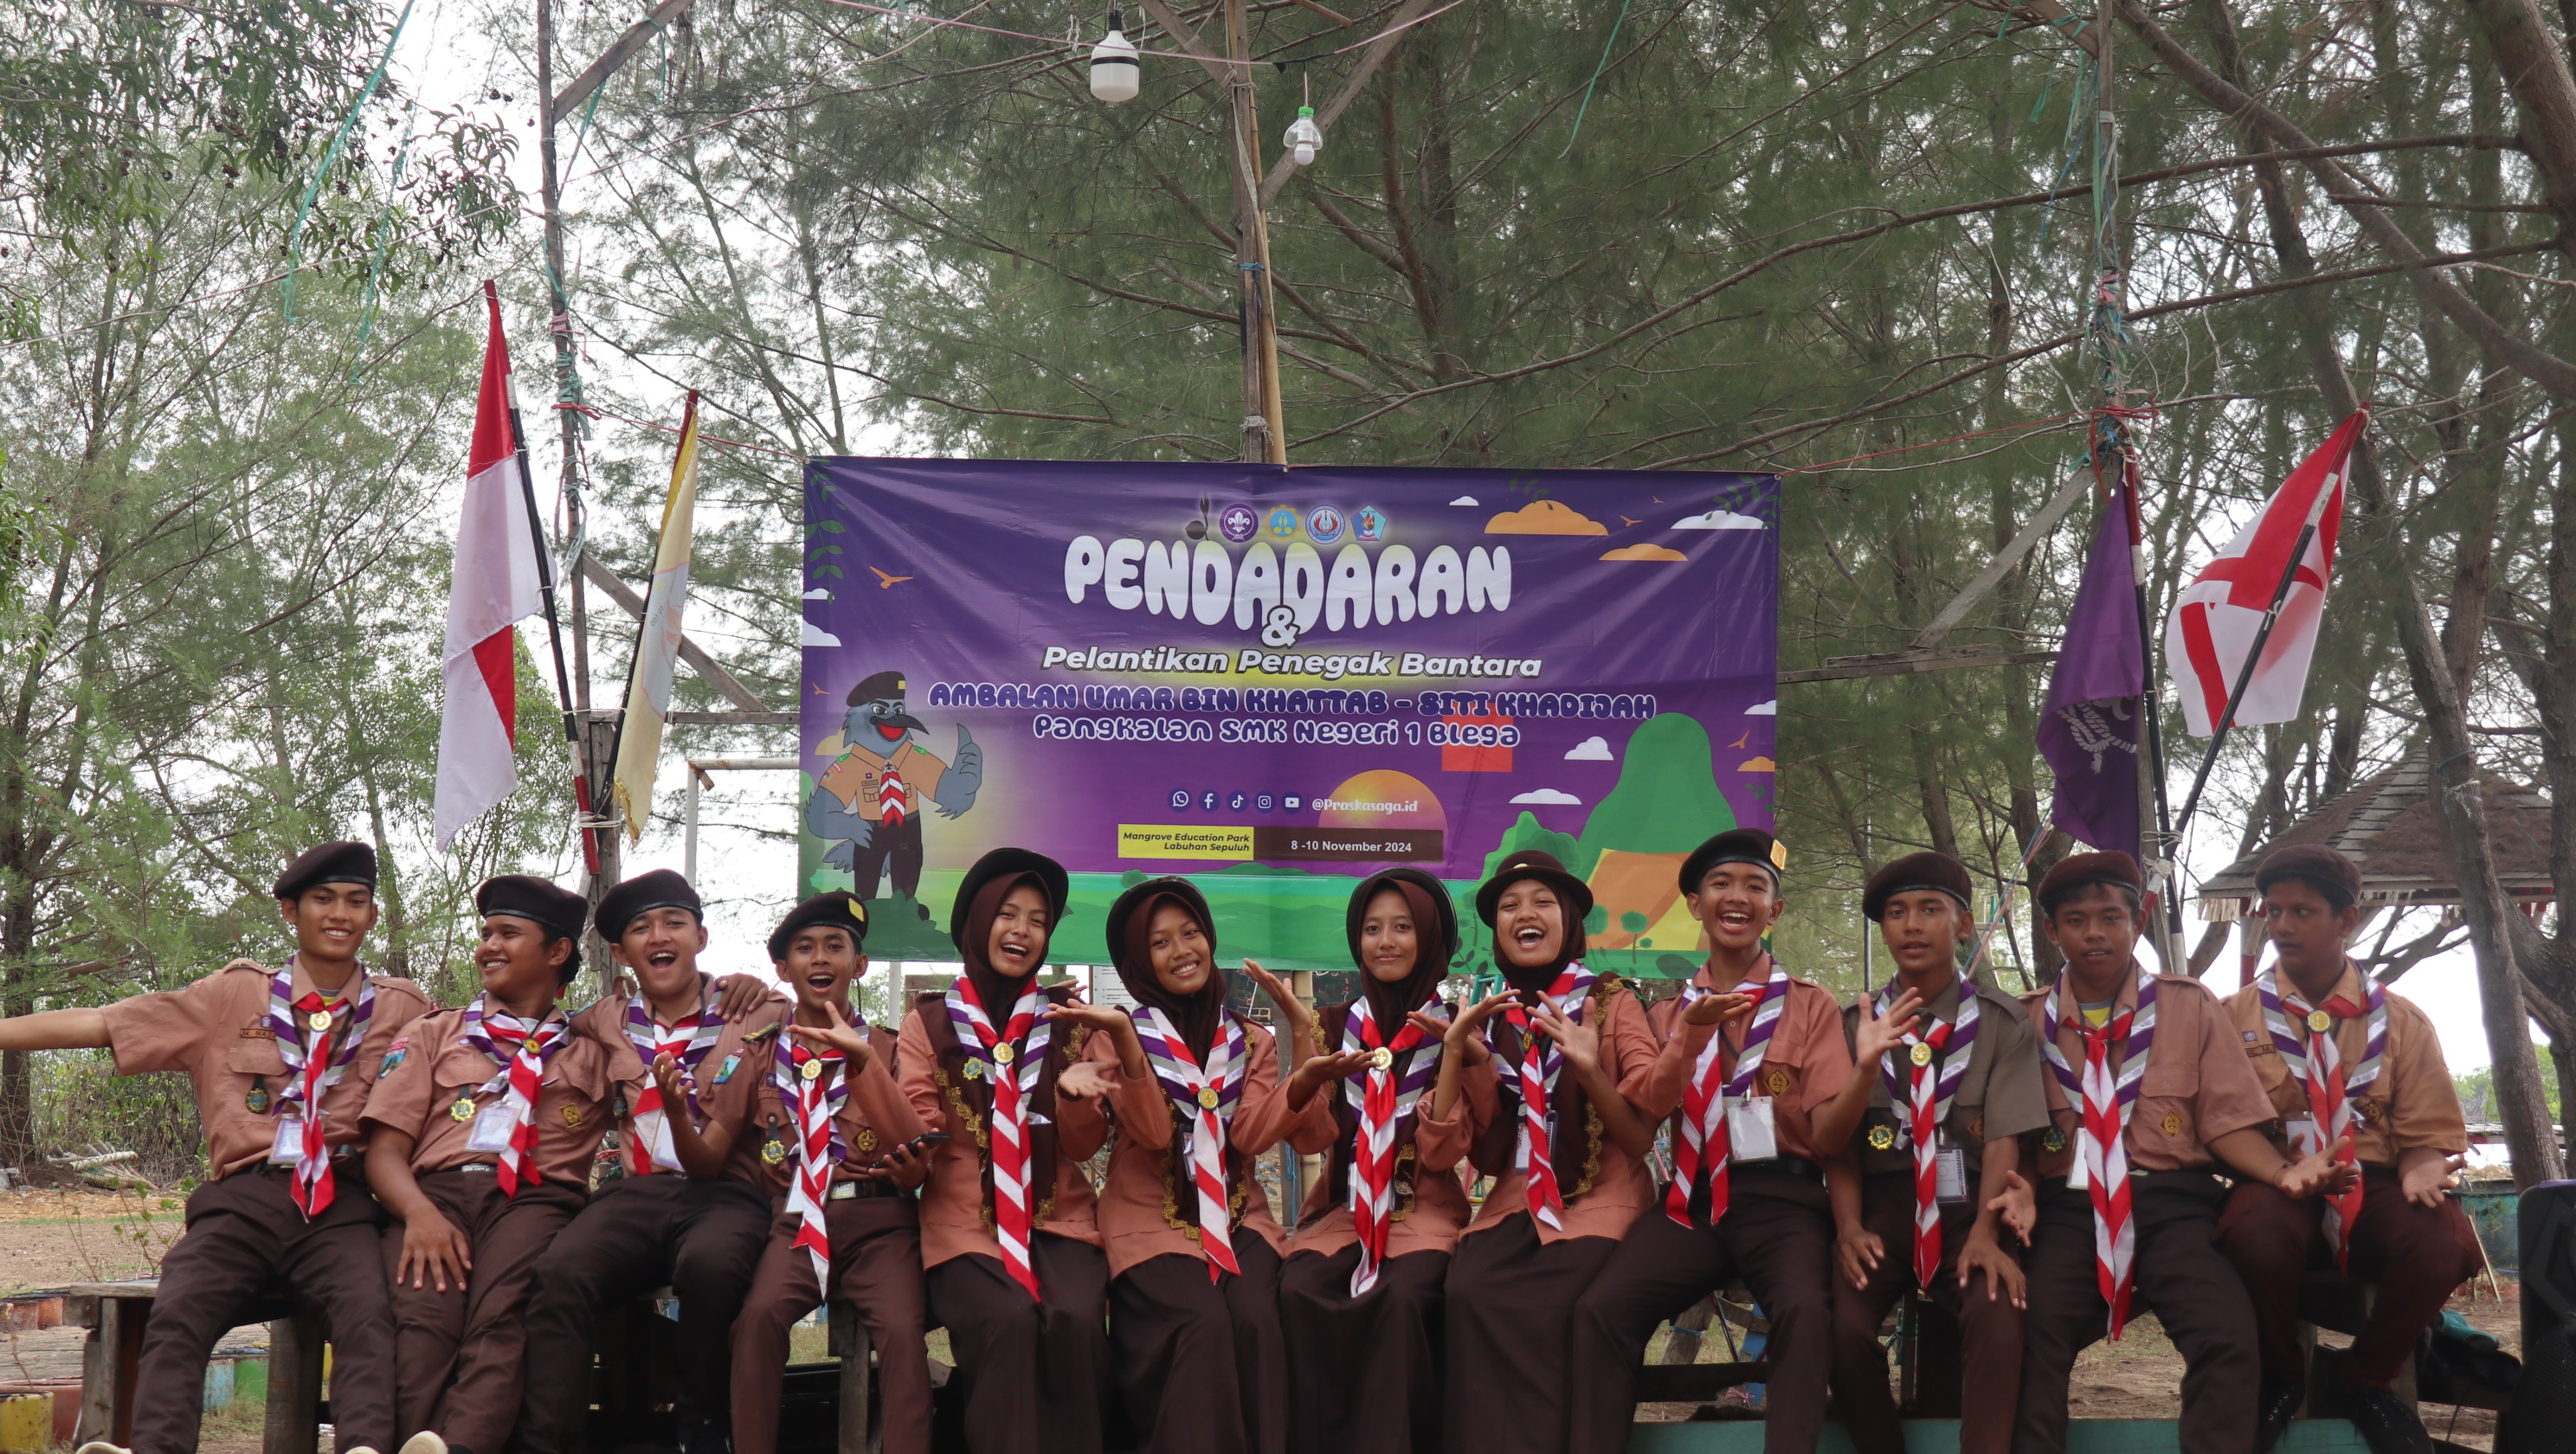 PENDADARAN
&
Pelantikan Penegak Bantara
AMBALAN UMAR BIN KHATTAB - SITI KHADIJAH
Pangkalan SMK Negeri 1 Blega
@Praskasaga.id
Mangrove Education Park
Labuhan Sepuluh
8 -10 November 2024